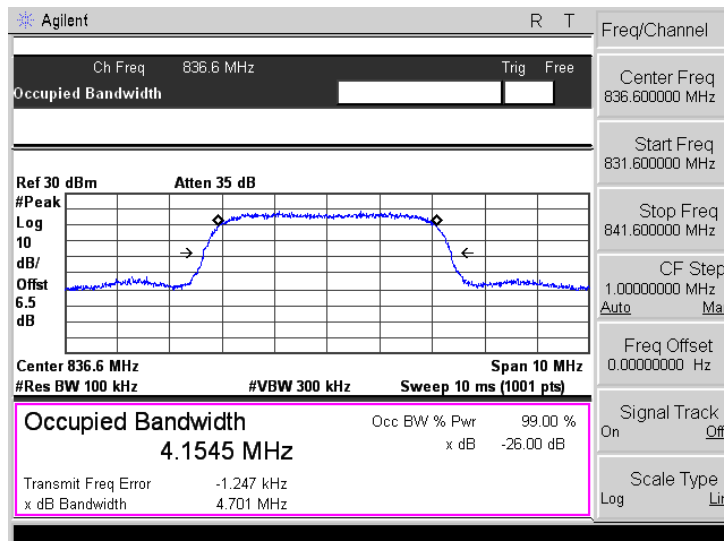 Agilent R T
Ch Freq 836.6 MHz Trig Free
Occupied Bandwidth
Ref 30 dBm Atten 35 dB
#Peak
Log
10
dB/
Offst
6.5
dB
Center 836.6 MHz Span 10 MHz
#Res BW 100 kHz #VBW 300 kHz Sweep 10 ms (1001 pts)
Occupied Bandwidth Occ BW % Pwr 99.00 %
4.1545 MHz x dB -26.00 dB
Transmit Freq Error -1.247 kHz
x dB Bandwidth 4.701 MHz
Freq/Channel
Center Freq
836.600000 MHz
Start Freq
831.600000 MHz
Stop Freq
841.600000 MHz
CF Step
1.00000000 MHz
Auto Ma
Freq Offset
0.00000000 Hz
Signal Track
On Off
Scale Type
Log Lin